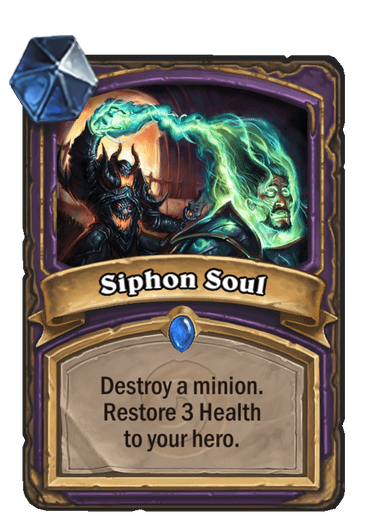 Siphon Soul
Destroy a minion.
Restore 3 Health
to your hero.